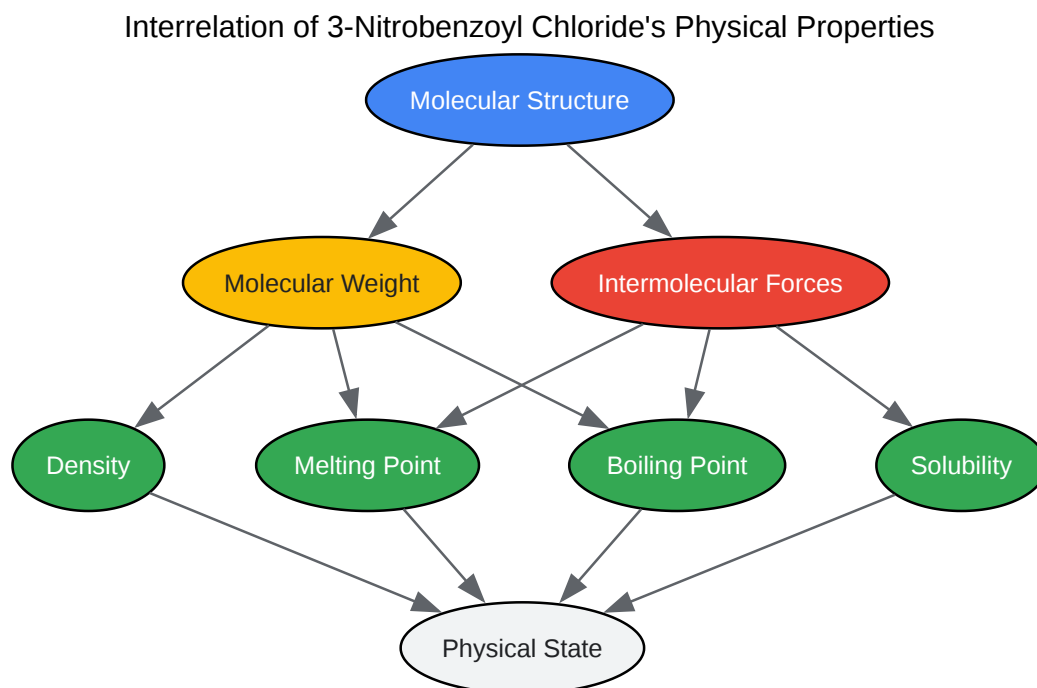 Interrelation of 3-Nitrobenzoyl Chloride's Physical Properties
Molecular Structure
Molecular Weight
Intermolecular Forces
Density
Melting Point
Boiling Point
Solubility
Physical State